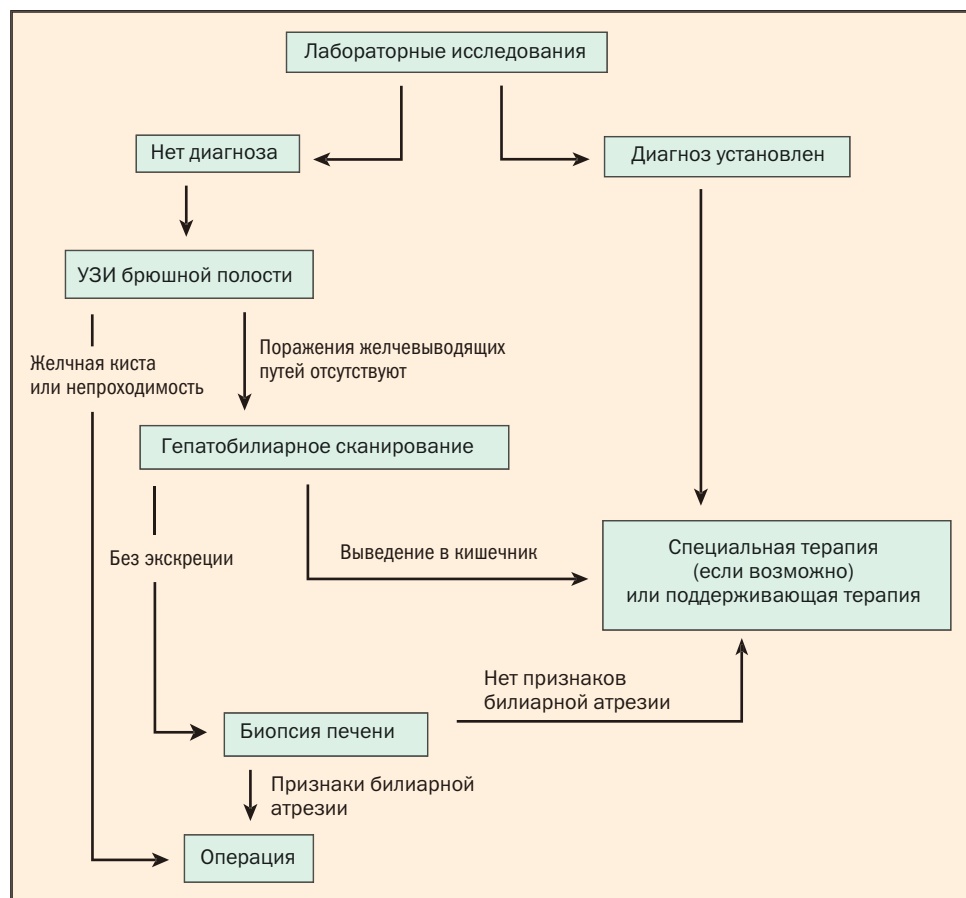 Лабораторные исследования
Нет диагноза
Диагноз установлен
УЗИ брюшной полости
Желчная киста
или непроходимость
Поражения желчевыводящих
путей отсутствуют
Гепатобилиарное сканирование
Без экскреции
Выведение в кишечник
Специальная терапия
(если возможно)
или поддерживающая терапия
Нет признаков
билиарной атрезии
Биопсия печени
Признаки билиарной
атрезии
Операция